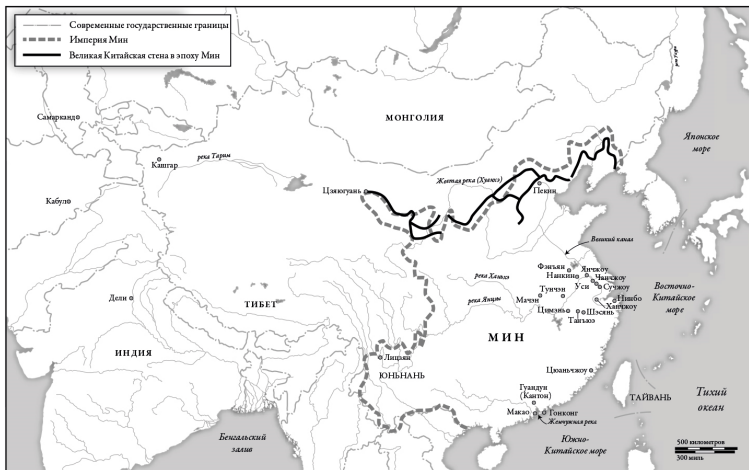 Современные государственные границы
Империя Мин
Великая Китайская стена в эпоху Мин
МОНГОЛИЯ
Самарканд
Японское
море
Кашгар
река Тарим
Цзяюгуань
Желтая река (Хуанхэ)
Пекин
Кабул
Великий канал
Фэнъян
Нанкин
Янчжоу
Чанчжоу
Уси
Сучжоу
река Ханьхэ
Восточно-
Китайское
море
Дели
река Янцзы
Мачэн
Тунчэн
Нинбо
Ханчжоу
ТИБЕТ
Цимэнь
Шэсянь
ИНДИЯ
МИН
Лицзян
ЮНЬНАНЬ
Цюаньчжоу
Гуандун
(Кантон)
ТАЙВАНЬ
Тихий
океан
Макао
Гонконг
Жемчужная река
Бенгальский
залив
Южно-
Китайское море
500 километров
300 миль